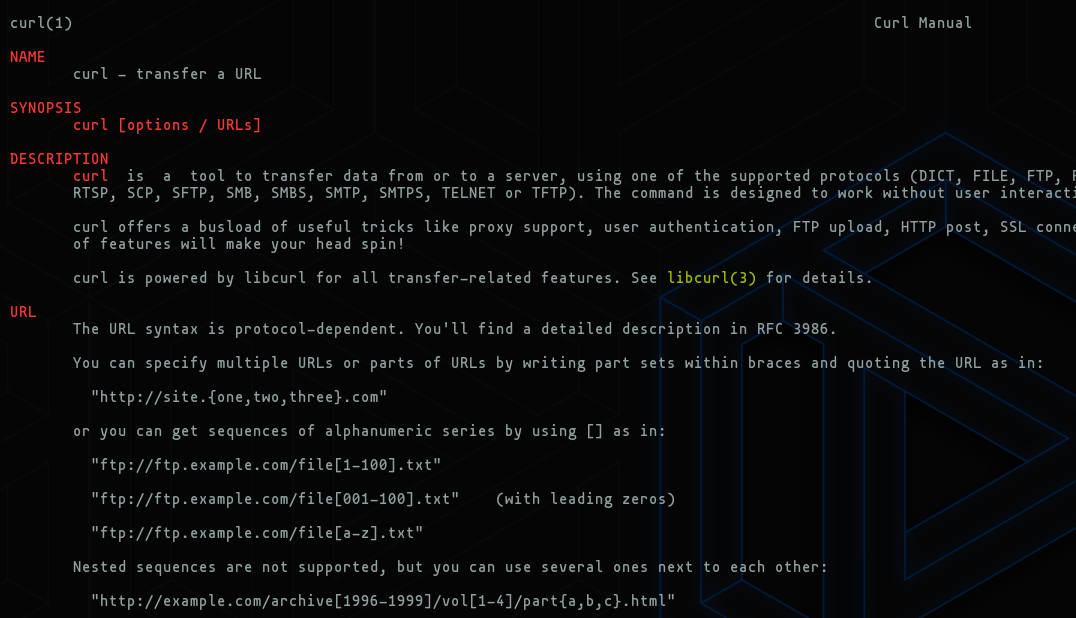 curl(1) Curl Manual
NAME
curl - transfer a URL
SYNOPSIS
curl [options / URLs]
DESCRIPTION
curl is a tool to transfer data from or to a server, using one of the supported protocols (DICT, FILE, FTP,
RTSP, SCP, SFTP, SMB, SMBS, SMTP, SMTPS, TELNET or TFTP). The command is designed to work without user interacti
curl offers a busload of useful tricks like proxy support, user authentication, FTP upload, HTTP post, SSL conne
of features will make your head spin!
curl is powered by libcurl for all transfer-related features. See libcurl(3) for details.
URL
The URL syntax is protocol-dependent. You'll find a detailed description in RFC 3986.
You can specify multiple URLs or parts of URLs by writing part sets within braces and quoting the URL as in:
"http://site.{one,two,three}.com"
or you can get sequences of alphanumeric series by using [] as in:
"ftp://ftp.example.com/file[1-100].txt"
"ftp://ftp.example.com/file[001-100].txt" (with leading zeros)
"ftp://ftp.example.com/file[a-z].txt"
Nested sequences are not supported, but you can use several ones next to each other:
"http://example.com/archive[1996-1999]/vol[1-4]/part{a,b,c}.html"